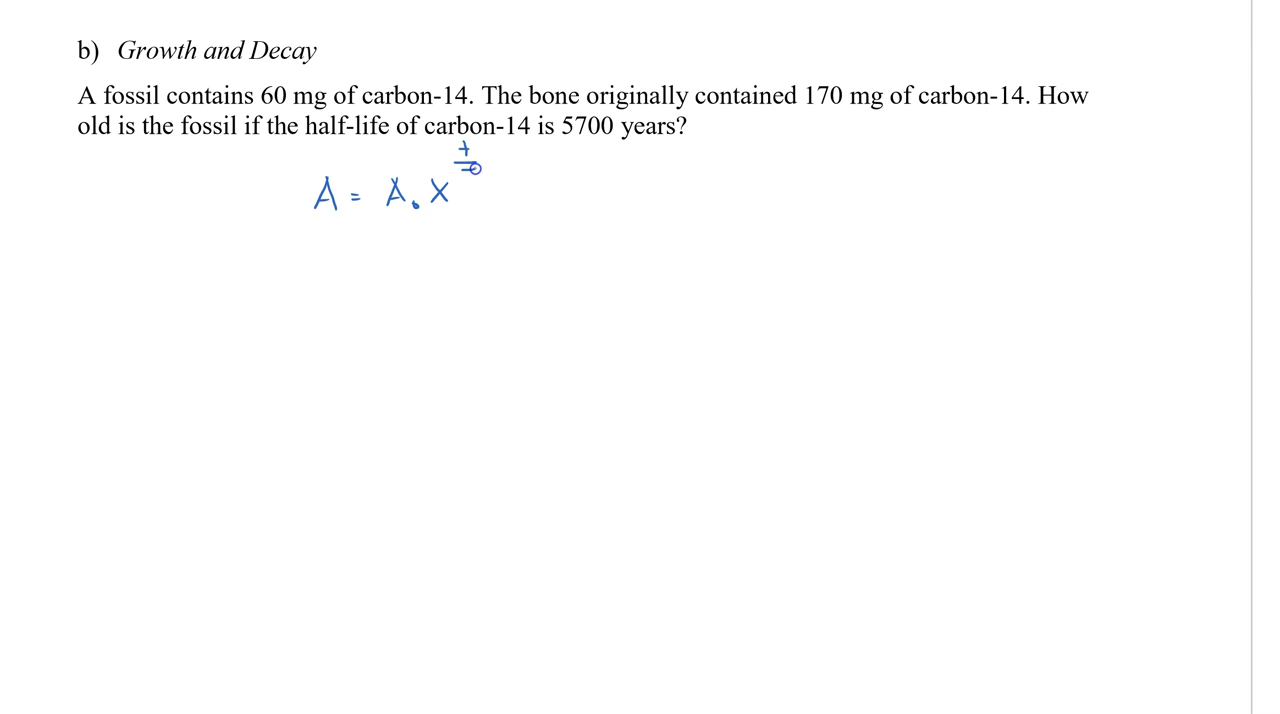 b) Growth and Decay
A fossil contains 60 mg of carbon-14. The bone originally contained 170 mg of carbon-14. How
old is the fossil if the half-life of carbon-14 is 5700 years?
A = A₀ x^t